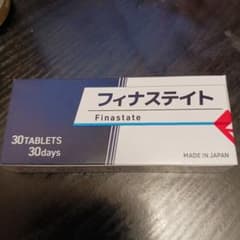 フィナステイト
Finastate
30TABLETS
30days
MADE IN JAPAN